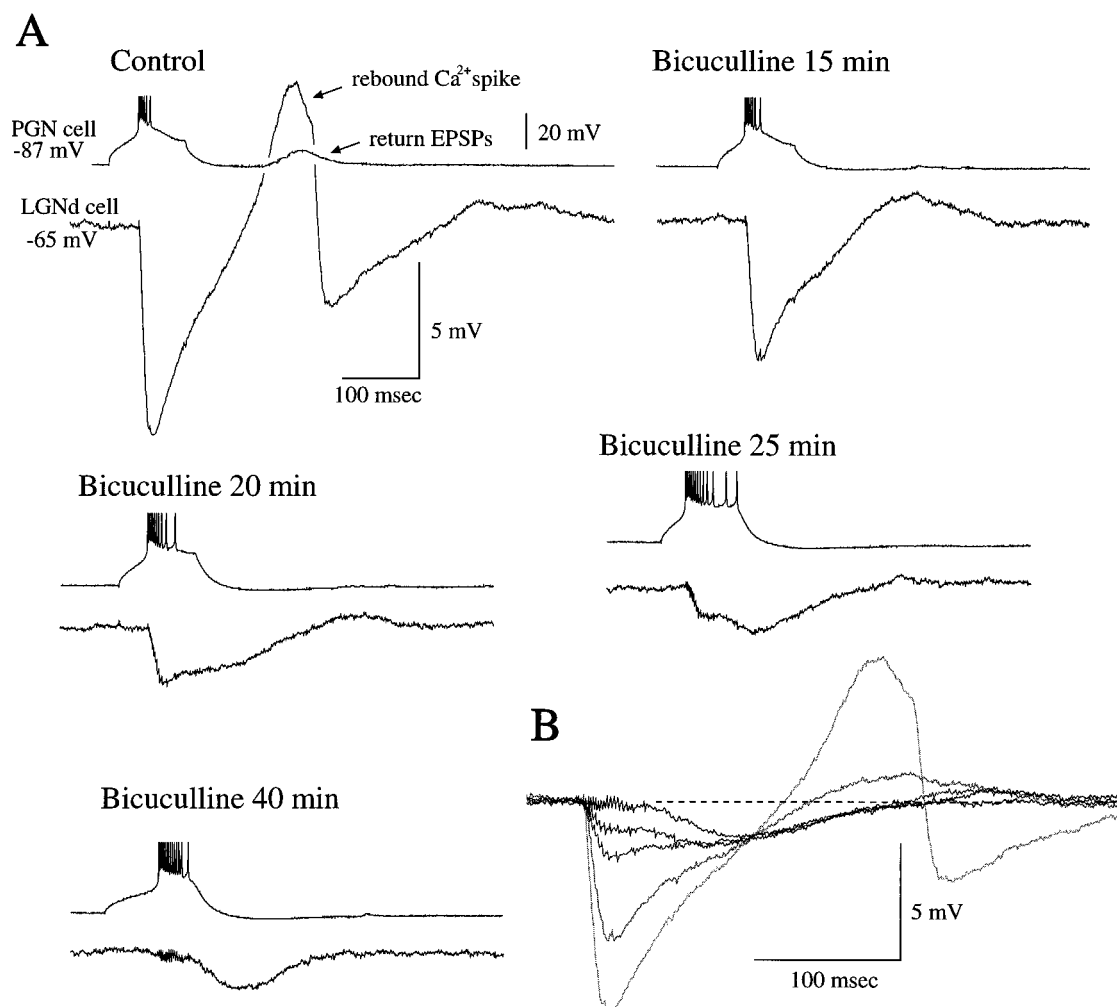 A
Control
rebound Ca2+ spike
PGN cell
-87 mV
return EPSPs
20 mV
LGNd cell
-65 mV
5 mV
100 msec
Bicuculline 15 min
Bicuculline 20 min
Bicuculline 25 min
Bicuculline 40 min
B
5 mV
100 msec